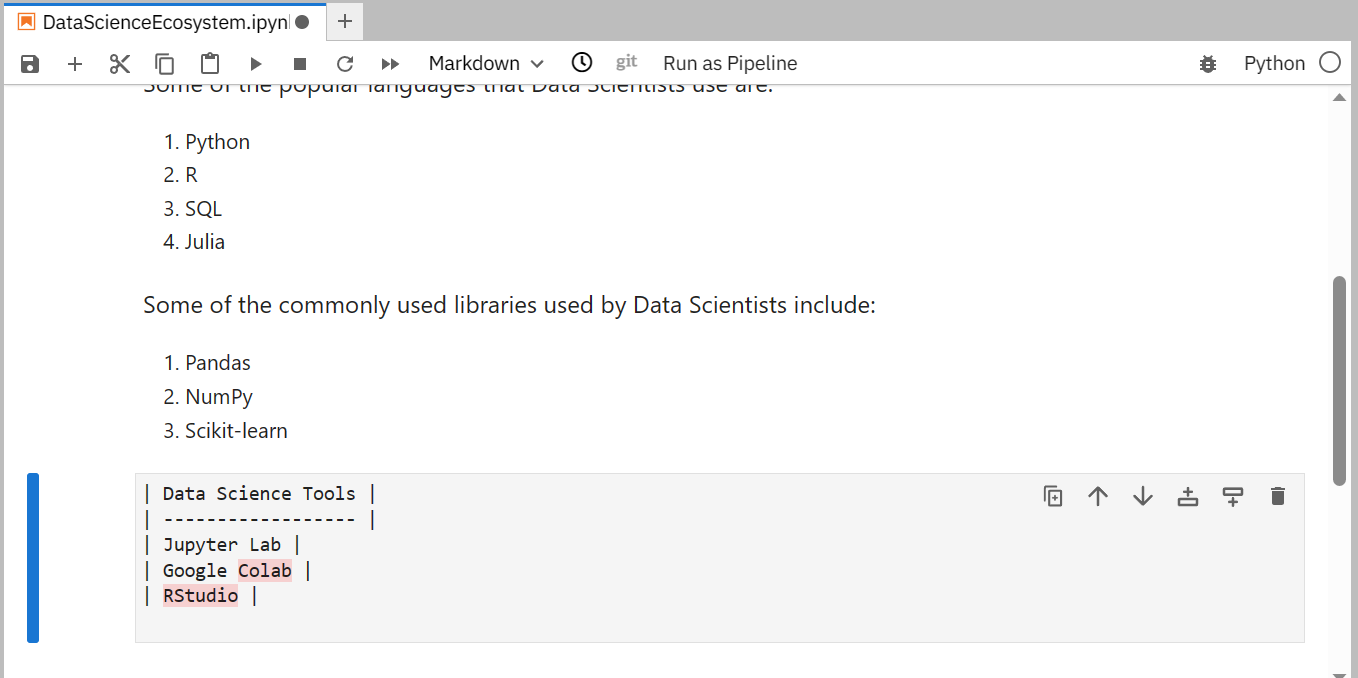 DataScienceEcosystem.ipyn
Markdown git Run as Pipeline Python
Some of the popular languages that Data Scientists use are:
1. Python
2. R
3. SQL
4. Julia
Some of the commonly used libraries used by Data Scientists include:
1. Pandas
2. NumPy
3. Scikit-learn
| Data Science Tools |
| ------------------ |
| Jupyter Lab |
| Google Colab |
| RStudio |